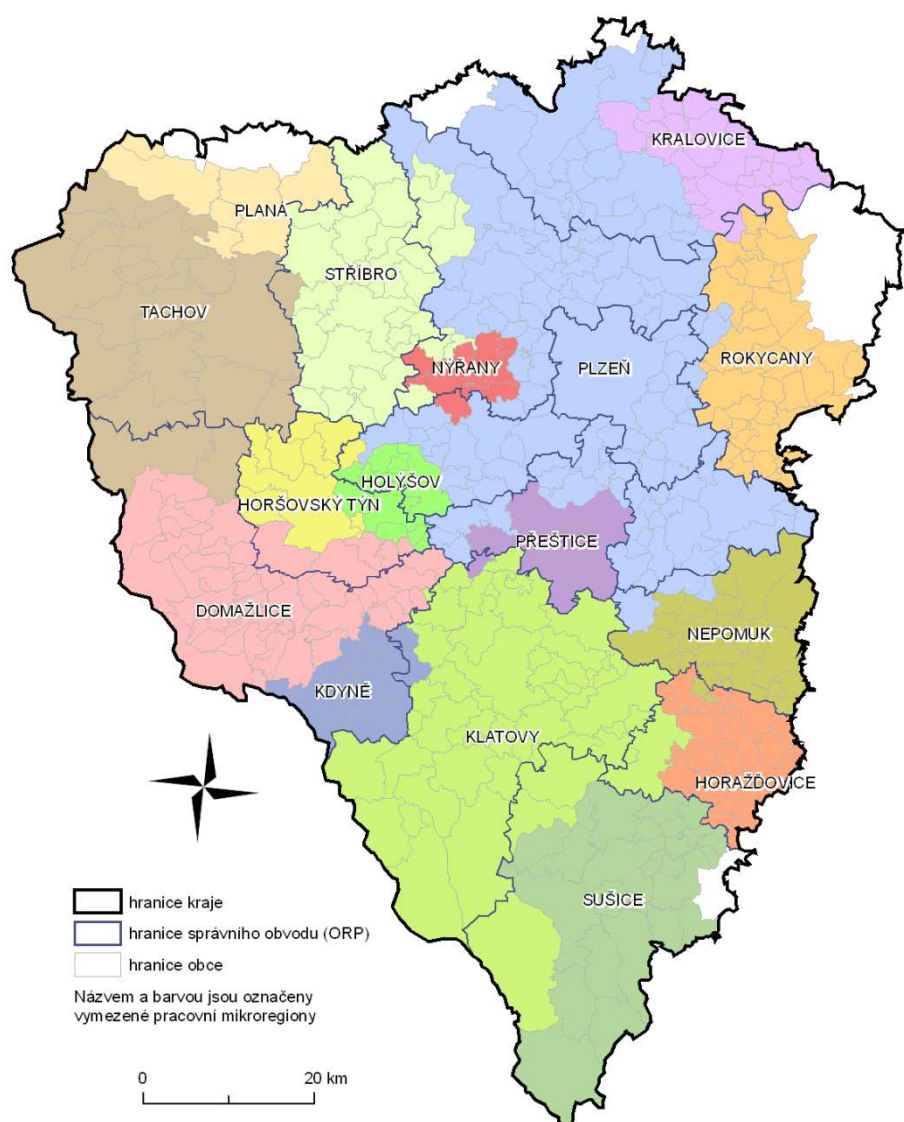 KRALOVICE
PLANÁ
STŘÍBRO
TACHOV
NÝŘANY
PLZEŇ
ROKYCANY
HOLÝŠOV
HORŠOVSKÝ TÝN
PŘEŠTICE
DOMAŽLICE
NEPOMUK
KDYNĚ
KLATOVY
HORAŽĎOVICE
SUŠICE
hranice kraje
hranice správního obvodu (ORP)
hranice obce
Názvem a barvou jsou označeny
vymezené pracovní mikroregiony
0 20 km